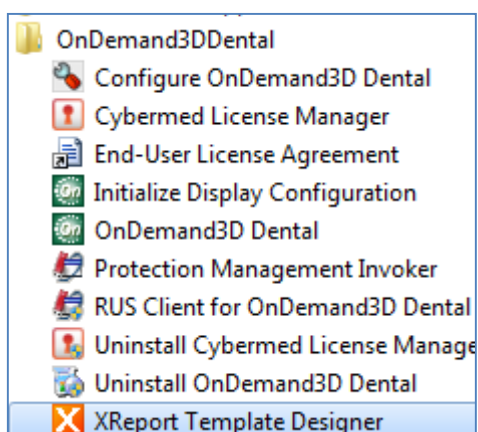 OnDemand3DDental
Configure OnDemand3D Dental
Cybermed License Manager
End-User License Agreement
Initialize Display Configuration
OnDemand3D Dental
Protection Management Invoker
RUS Client for OnDemand3D Dental
Uninstall Cybermed License Manage
Uninstall OnDemand3D Dental
XReport Template Designer